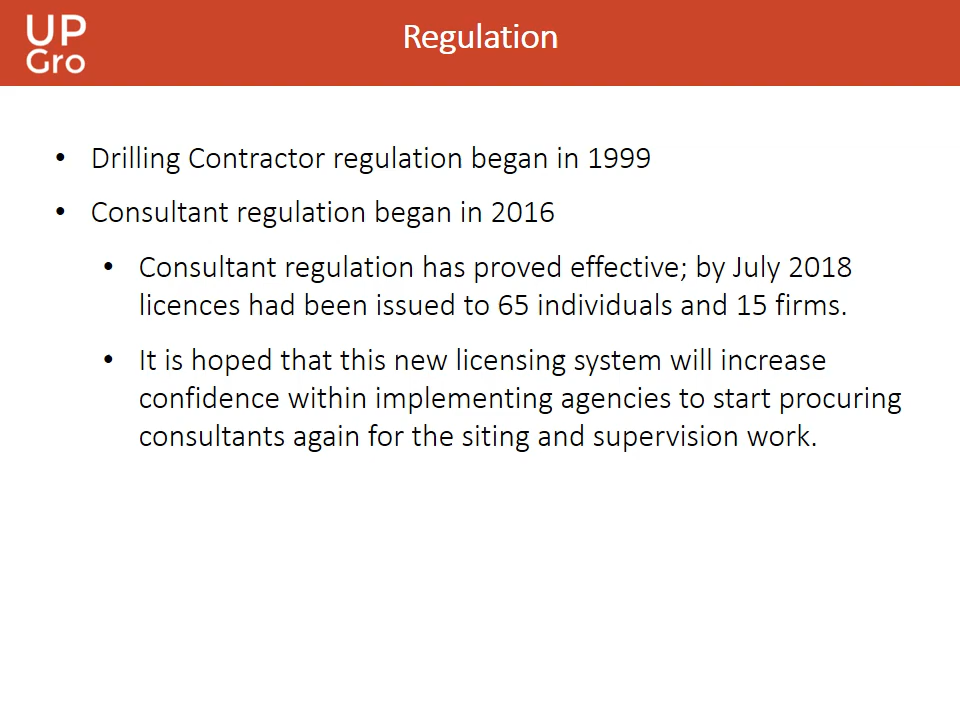 UP
Gro
Regulation
• Drilling Contractor regulation began in 1999
• Consultant regulation began in 2016
• Consultant regulation has proved effective; by July 2018
licences had been issued to 65 individuals and 15 firms.
• It is hoped that this new licensing system will increase
confidence within implementing agencies to start procuring
consultants again for the siting and supervision work.